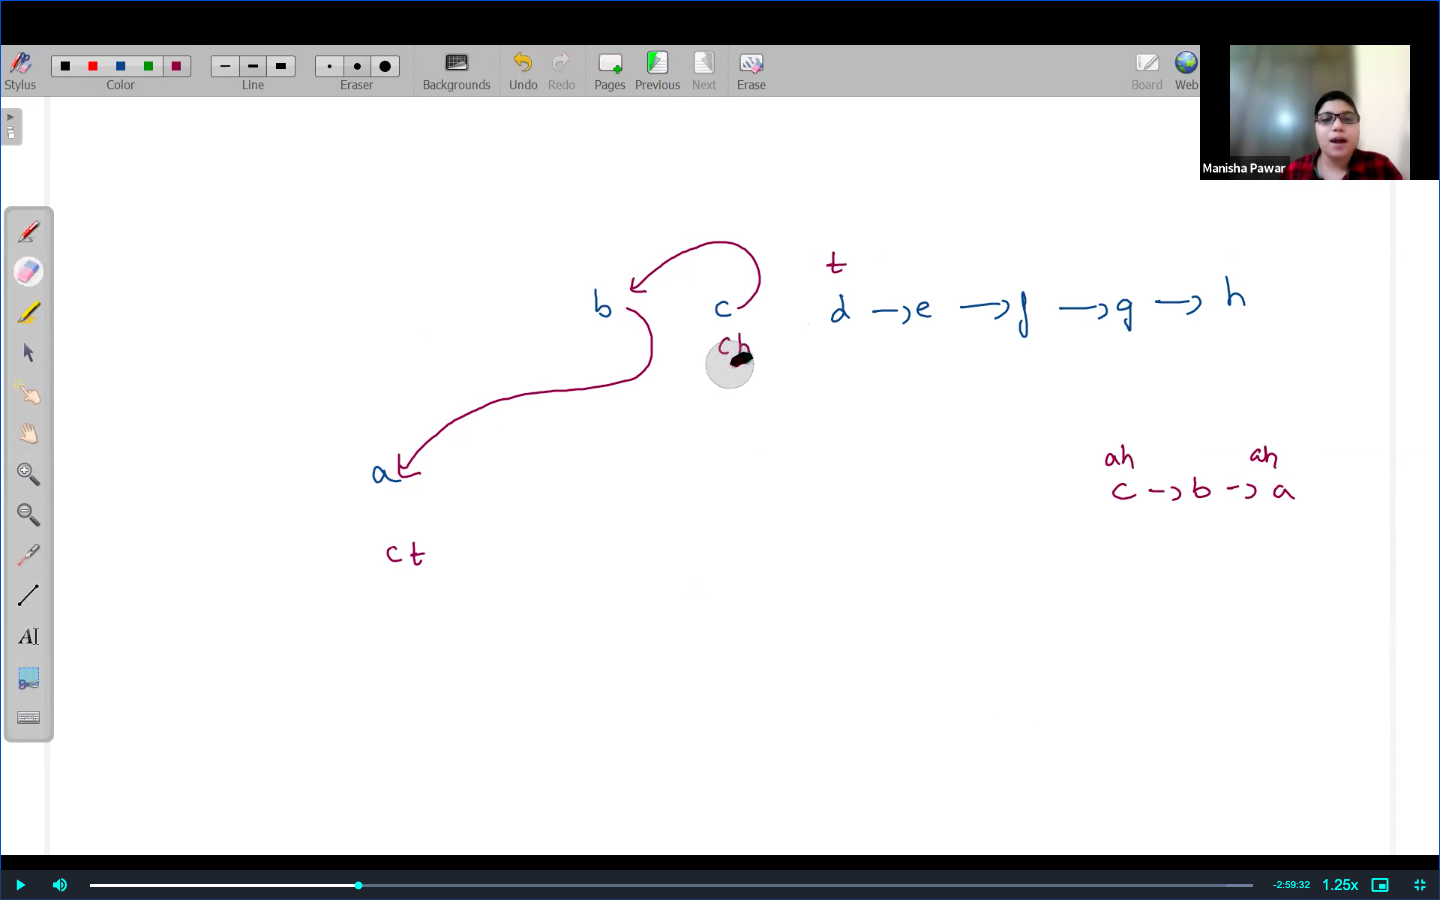 Stylus Color Line Eraser Backgrounds Undo Redo Pages Previous Next Erase Board Web
Manisha Pawar
t
b c d → e → f → g → h
ch
a
ah ah
c → b → a
ct
AI
-2:59:32 1.25x